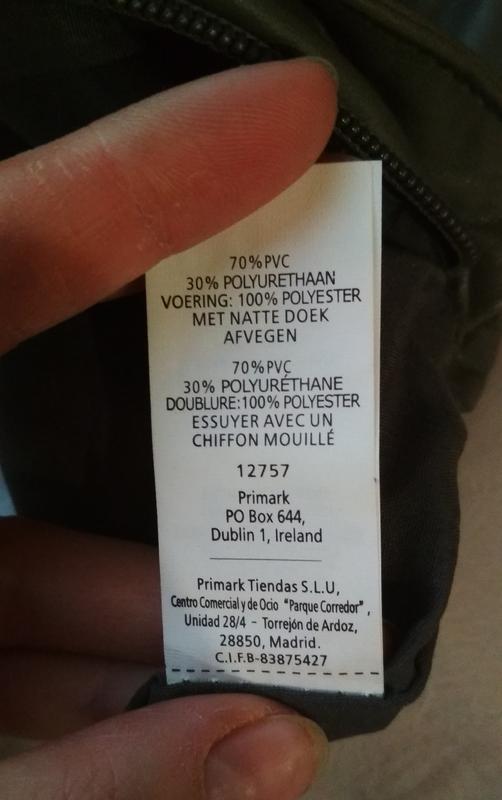 70%PVC
30% POLYURETHAAN
VOERING: 100% POLYESTER
MET NATTE DOEK
AFVEGEN
70%PVC
30% POLYURÉTHANE
DOUBLURE:100% POLYESTER
ESSUYER AVEC UN
CHIFFON MOUILLÉ
12757
Primark
PO Box 644,
Dublin 1, Ireland
Primark Tiendas S.L.U,
Centro Comercial y de Ocio "Parque Corredor",
Unidad 28/4 - Torrejón de Ardoz,
28850, Madrid.
C.I.F.B-83875427